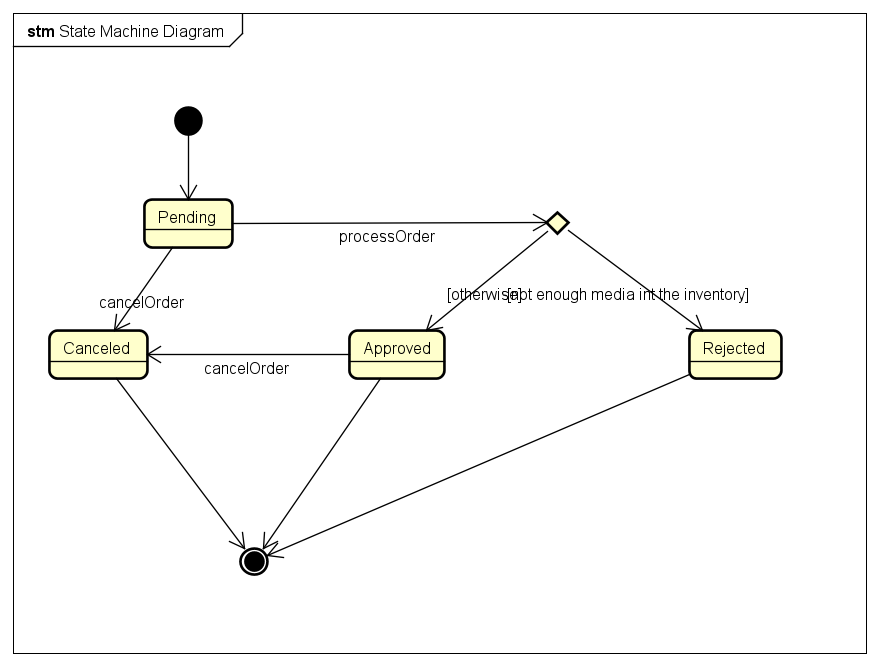 stm State Machine Diagram
Pending
processOrder
cancelOrder
[otherwise]
[not enough media int the inventory]
Canceled
Approved
Rejected
cancelOrder